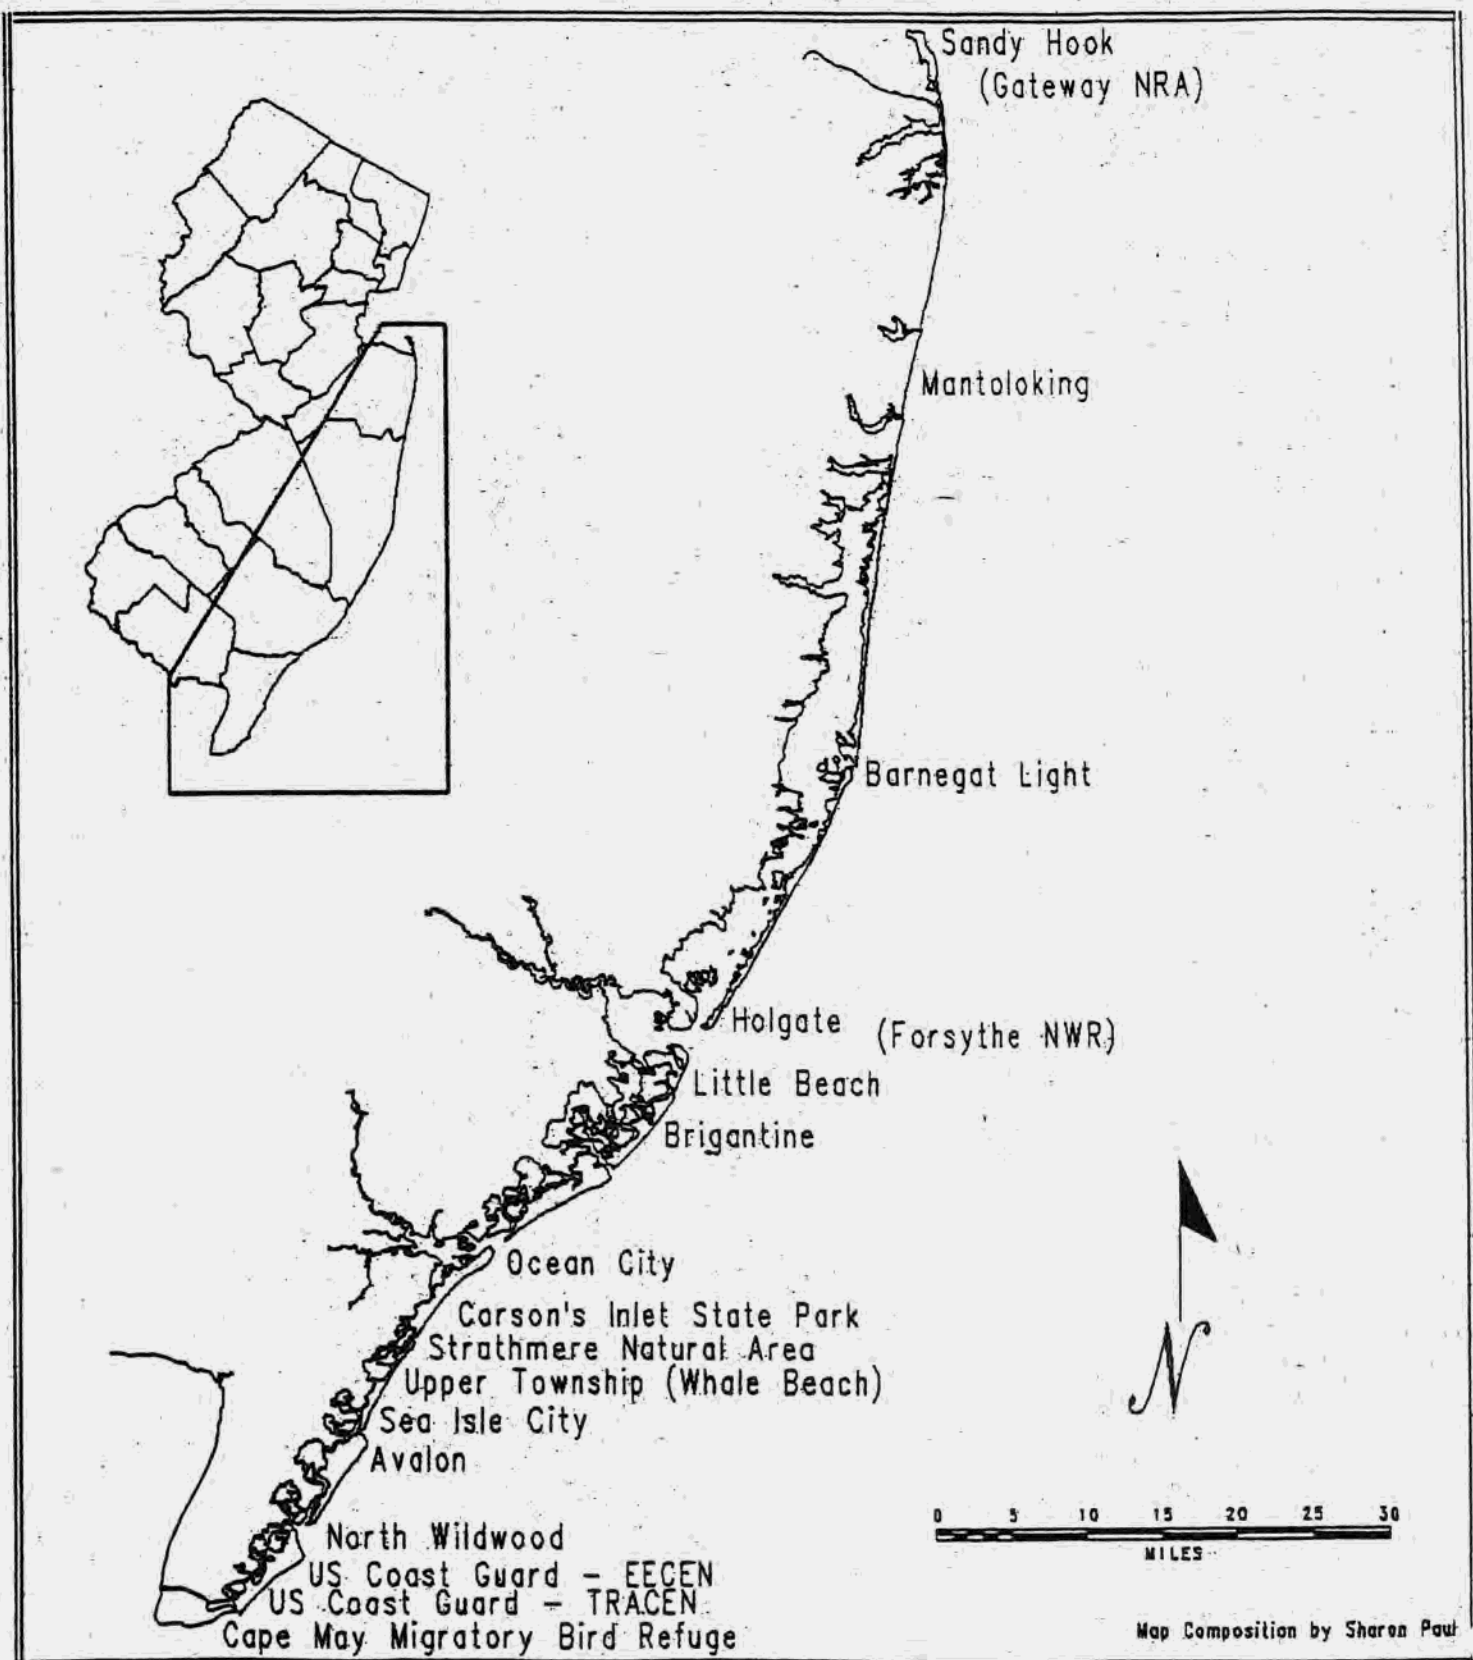 Sandy Hook
(Gateway NRA)
Mantoloking
Barnegat Light
Holgate (Forsythe NWR)
Little Beach
Brigantine
Ocean City
Carson's Inlet State Park
Strathmere Natural Area
Upper Township (Whale Beach)
Sea Isle City
Avalon
North Wildwood
US Coast Guard - EECEN
US Coast Guard - TRACEN
Cape May Migratory Bird Refuge
N
0 5 10 15 20 25 30
MILES
Map Composition by Sharon Paul